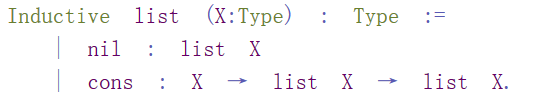 Inductive list (X:Type) : Type :=
| nil : list X
| cons : X → list X → list X.